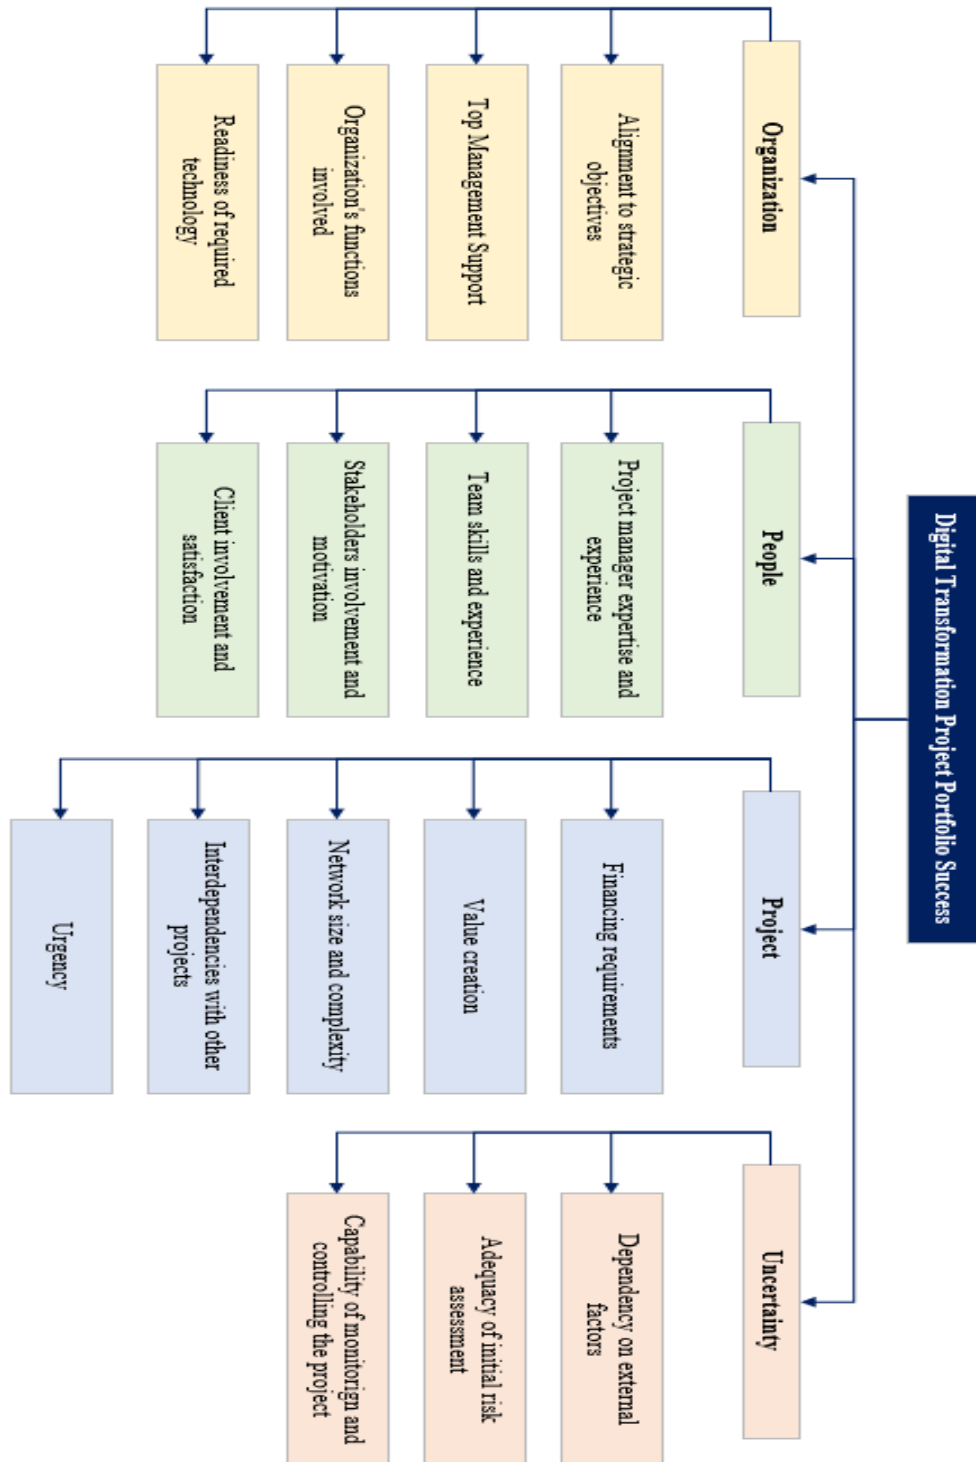 Digital Transformation Project Portfolio Success
Organization
Alignment to strategic
objectives
Top Management Support
Organization's functions
involved
Readiness of required
technology
People
Project manager expertise and
experience
Team skills and experience
Stakeholders involvement and
motivation
Client involvement and
satisfaction
Project
Financing requirements
Value creation
Network size and complexity
Interdependencies with other
projects
Urgency
Uncertainty
Dependency on external
factors
Adequacy of initial risk
assessment
Capability of monitorign and
controlling the project